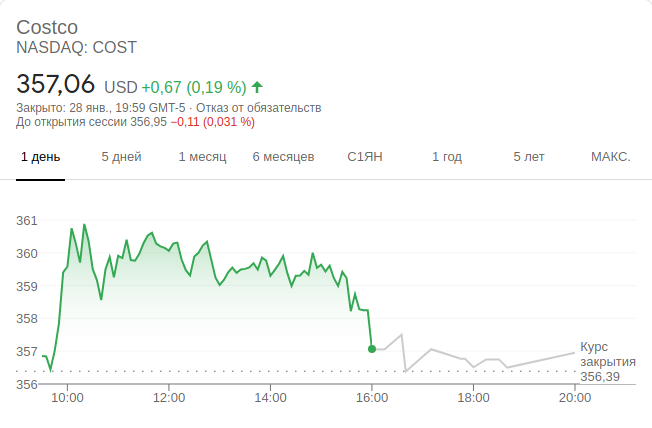 Costco
NASDAQ: COST
357,06 USD +0,67 (0,19 %)
Закрыто: 28 янв., 19:59 GMT-5 · Отказ от обязательств
До открытия сессии 356,95 −0,11 (0,031 %)
1 день 5 дней 1 месяц 6 месяцев С1ЯН 1 год 5 лет МАКС.
361
360
359
358
357
356
Курс
закрытия
356,39
10:00 12:00 14:00 16:00 18:00 20:00